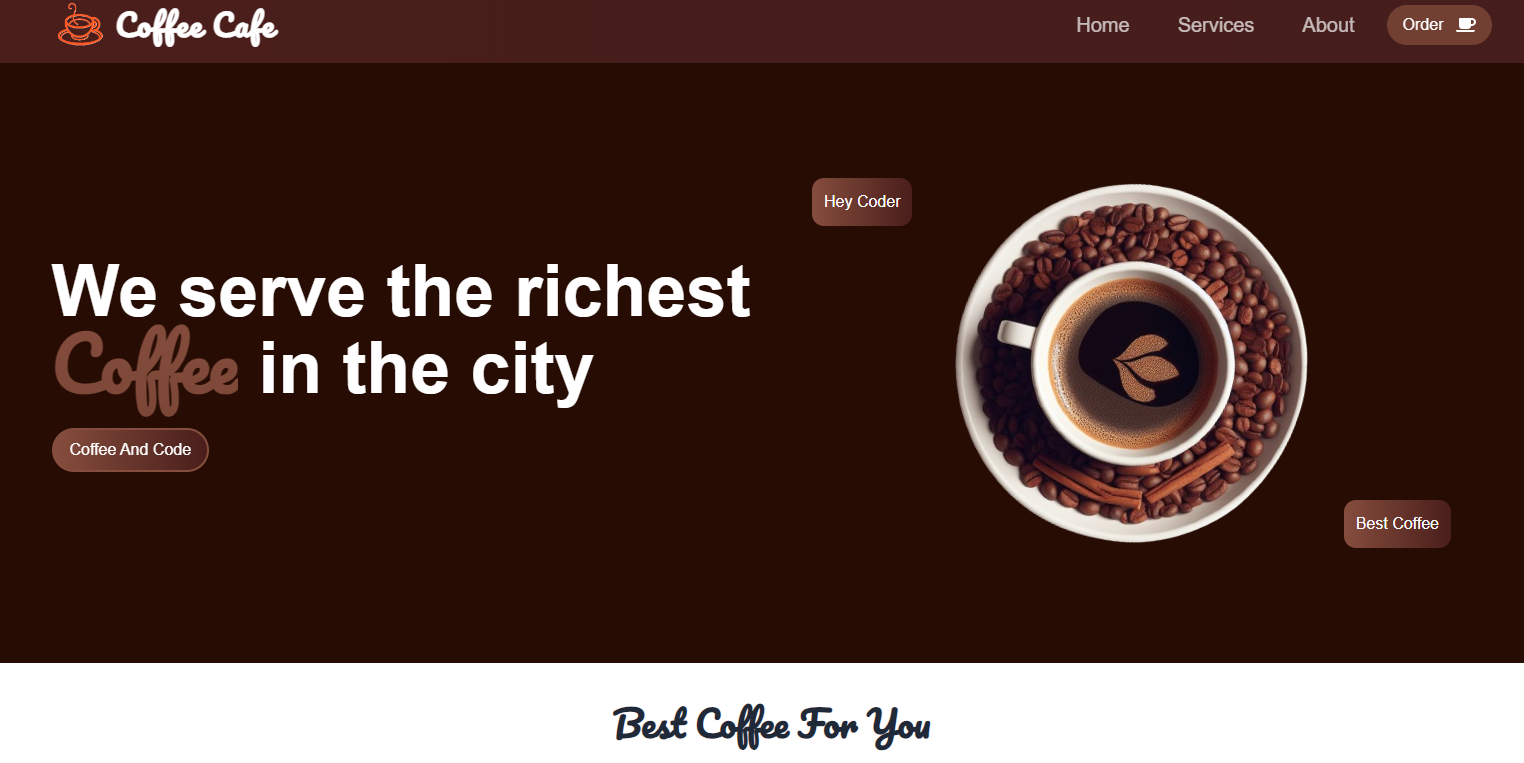 Coffee Cafe
Home Services About Order
Hey Coder
We serve the richest
Coffee in the city
Coffee And Code
Best Coffee
Best Coffee For You